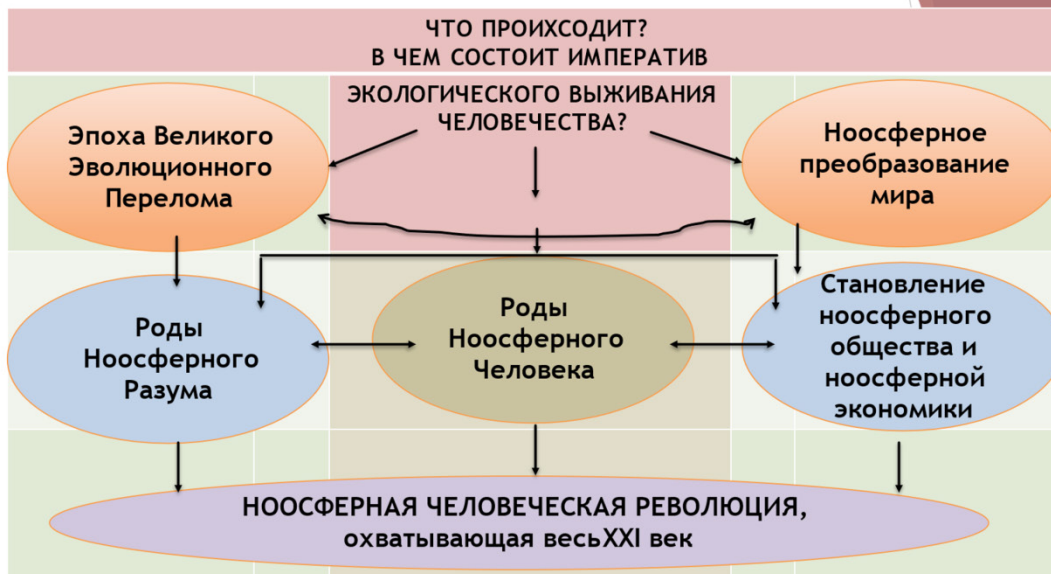 ЧТО ПРОИХСОДИТ?
В ЧЕМ СОСТОИТ ИМПЕРАТИВ
ЭКОЛОГИЧЕСКОГО ВЫЖИВАНИЯ
ЧЕЛОВЕЧЕСТВА?
Эпоха Великого
Эволюционного
Перелома
Ноосферное
преобразование
мира
Роды
Ноосферного
Разума
Роды
Ноосферного
Человека
Становление
ноосферного
общества и
ноосферной
экономики
НООСФЕРНАЯ ЧЕЛОВЕЧЕСКАЯ РЕВОЛЮЦИЯ,
охватывающая весьXXI век